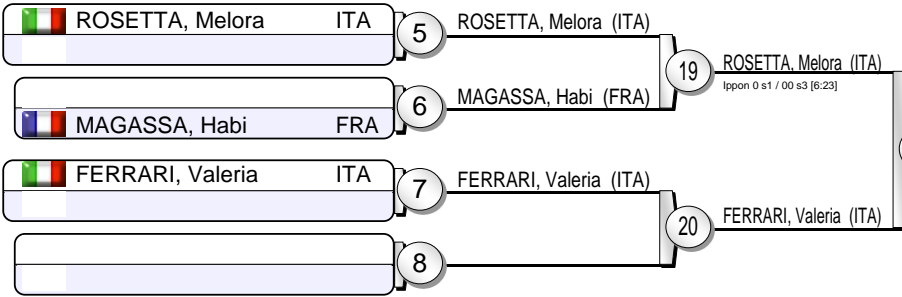 ROSETTA, Melora ITA
5
ROSETTA, Melora (ITA)
19
ROSETTA, Melora (ITA)
Ippon 0 s1 / 00 s3 [6:23]
6
MAGASSA, Habi (FRA)
MAGASSA, Habi FRA
FERRARI, Valeria ITA
7
FERRARI, Valeria (ITA)
20
FERRARI, Valeria (ITA)
8